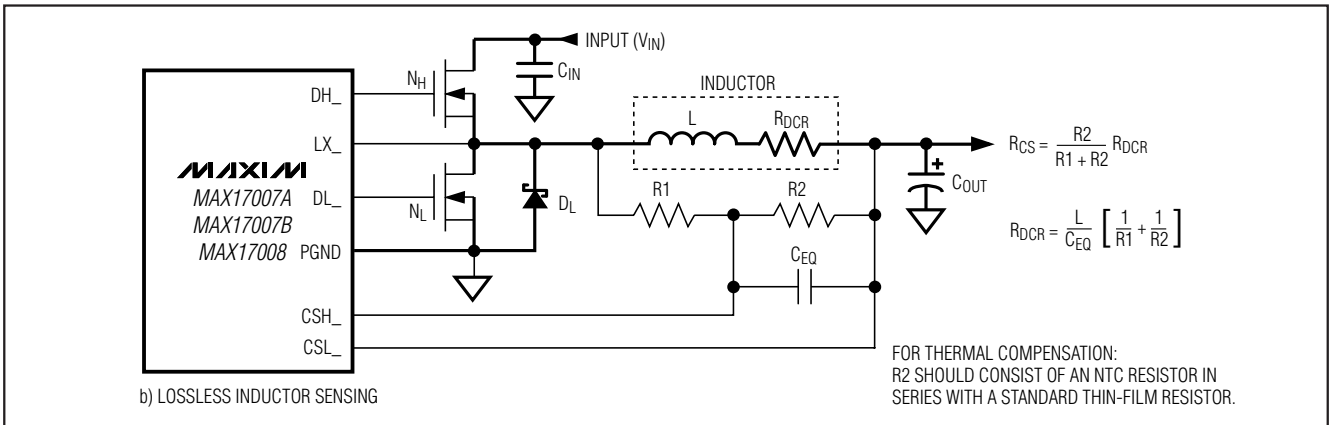 INPUT (VIN)
CIN
NH
DH_
INDUCTOR
L
RDCR
LX_
RCS = R2 / (R1 + R2) RDCR
MAXIM
MAX17007A
MAX17007B
MAX17008
DL_
NL
DL
R1
R2
+
COUT
RDCR = L / CEQ [1 / R1 + 1 / R2]
PGND
CEQ
CSH_
CSL_
FOR THERMAL COMPENSATION:
R2 SHOULD CONSIST OF AN NTC RESISTOR IN
SERIES WITH A STANDARD THIN-FILM RESISTOR.
b) LOSSLESS INDUCTOR SENSING